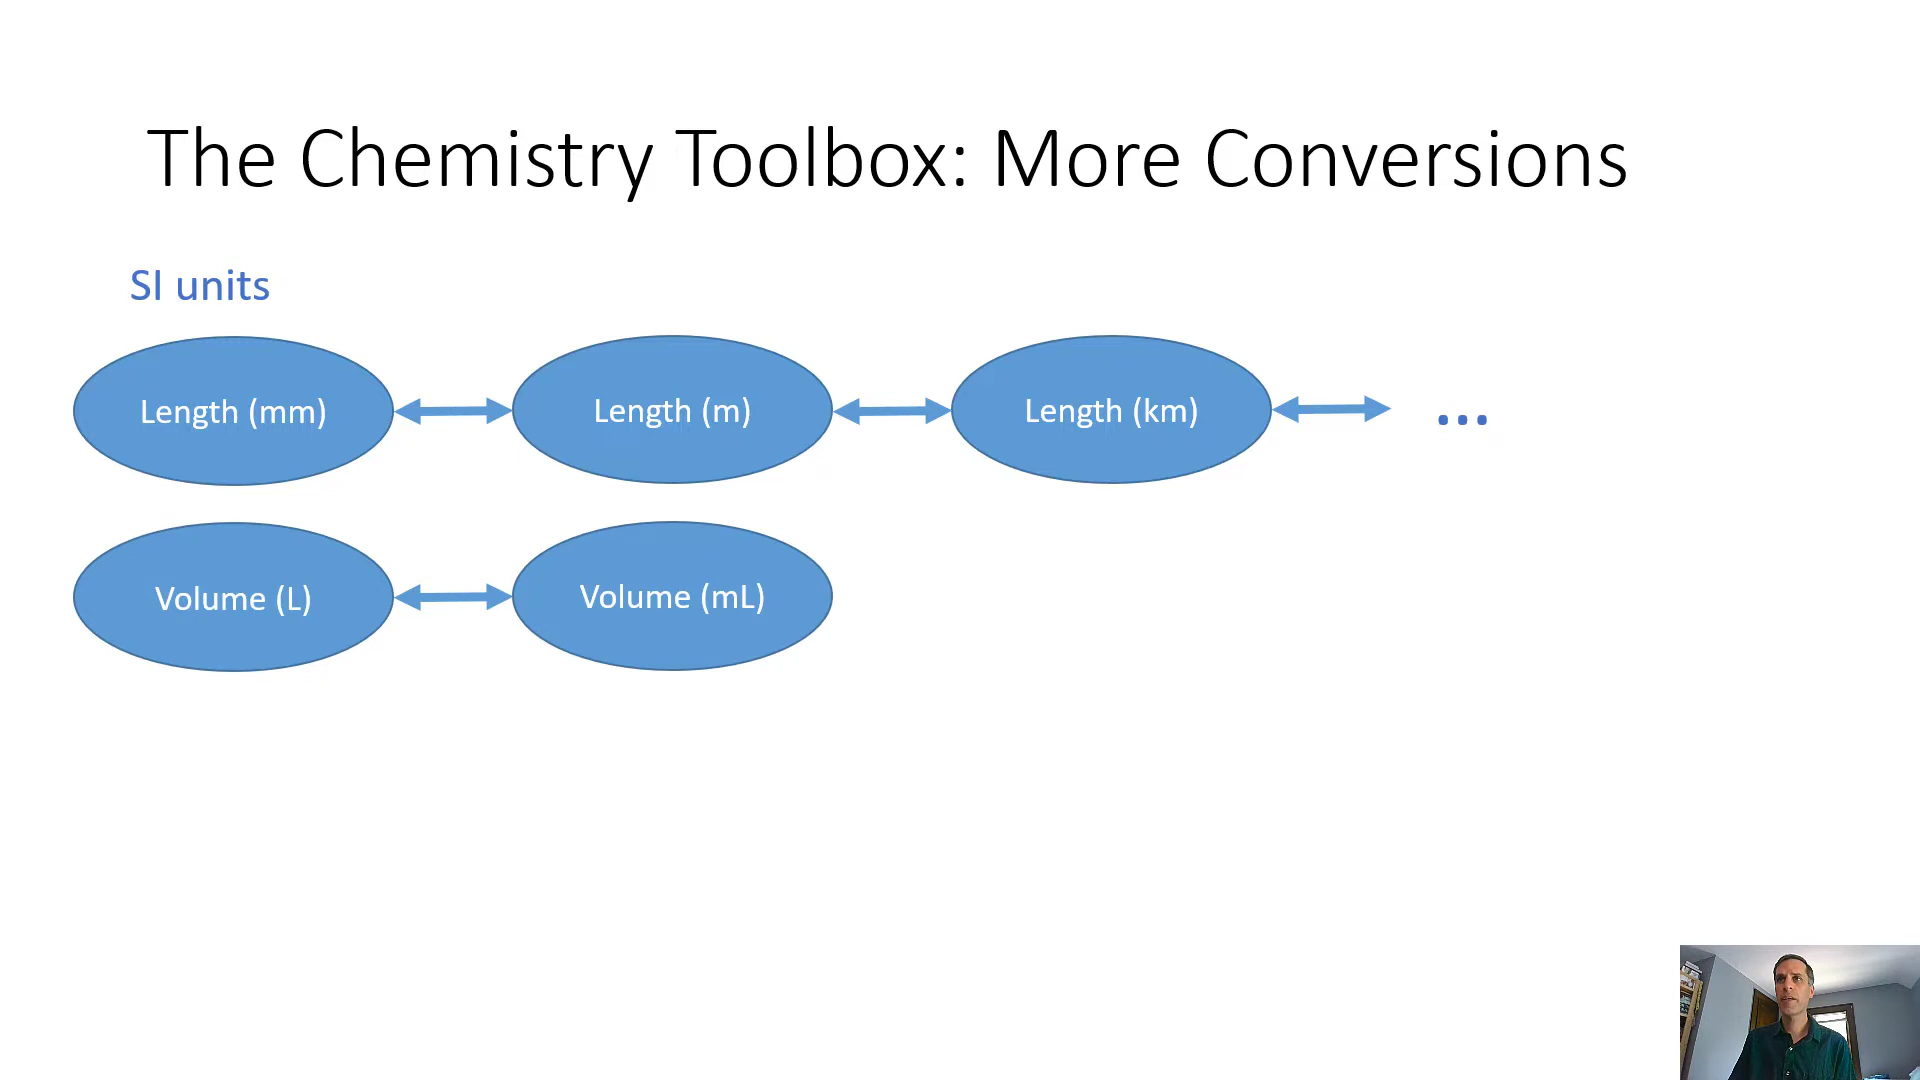 The Chemistry Toolbox: More Conversions
SI units
Length (mm)
Length (m)
Length (km)
...
Volume (L)
Volume (mL)